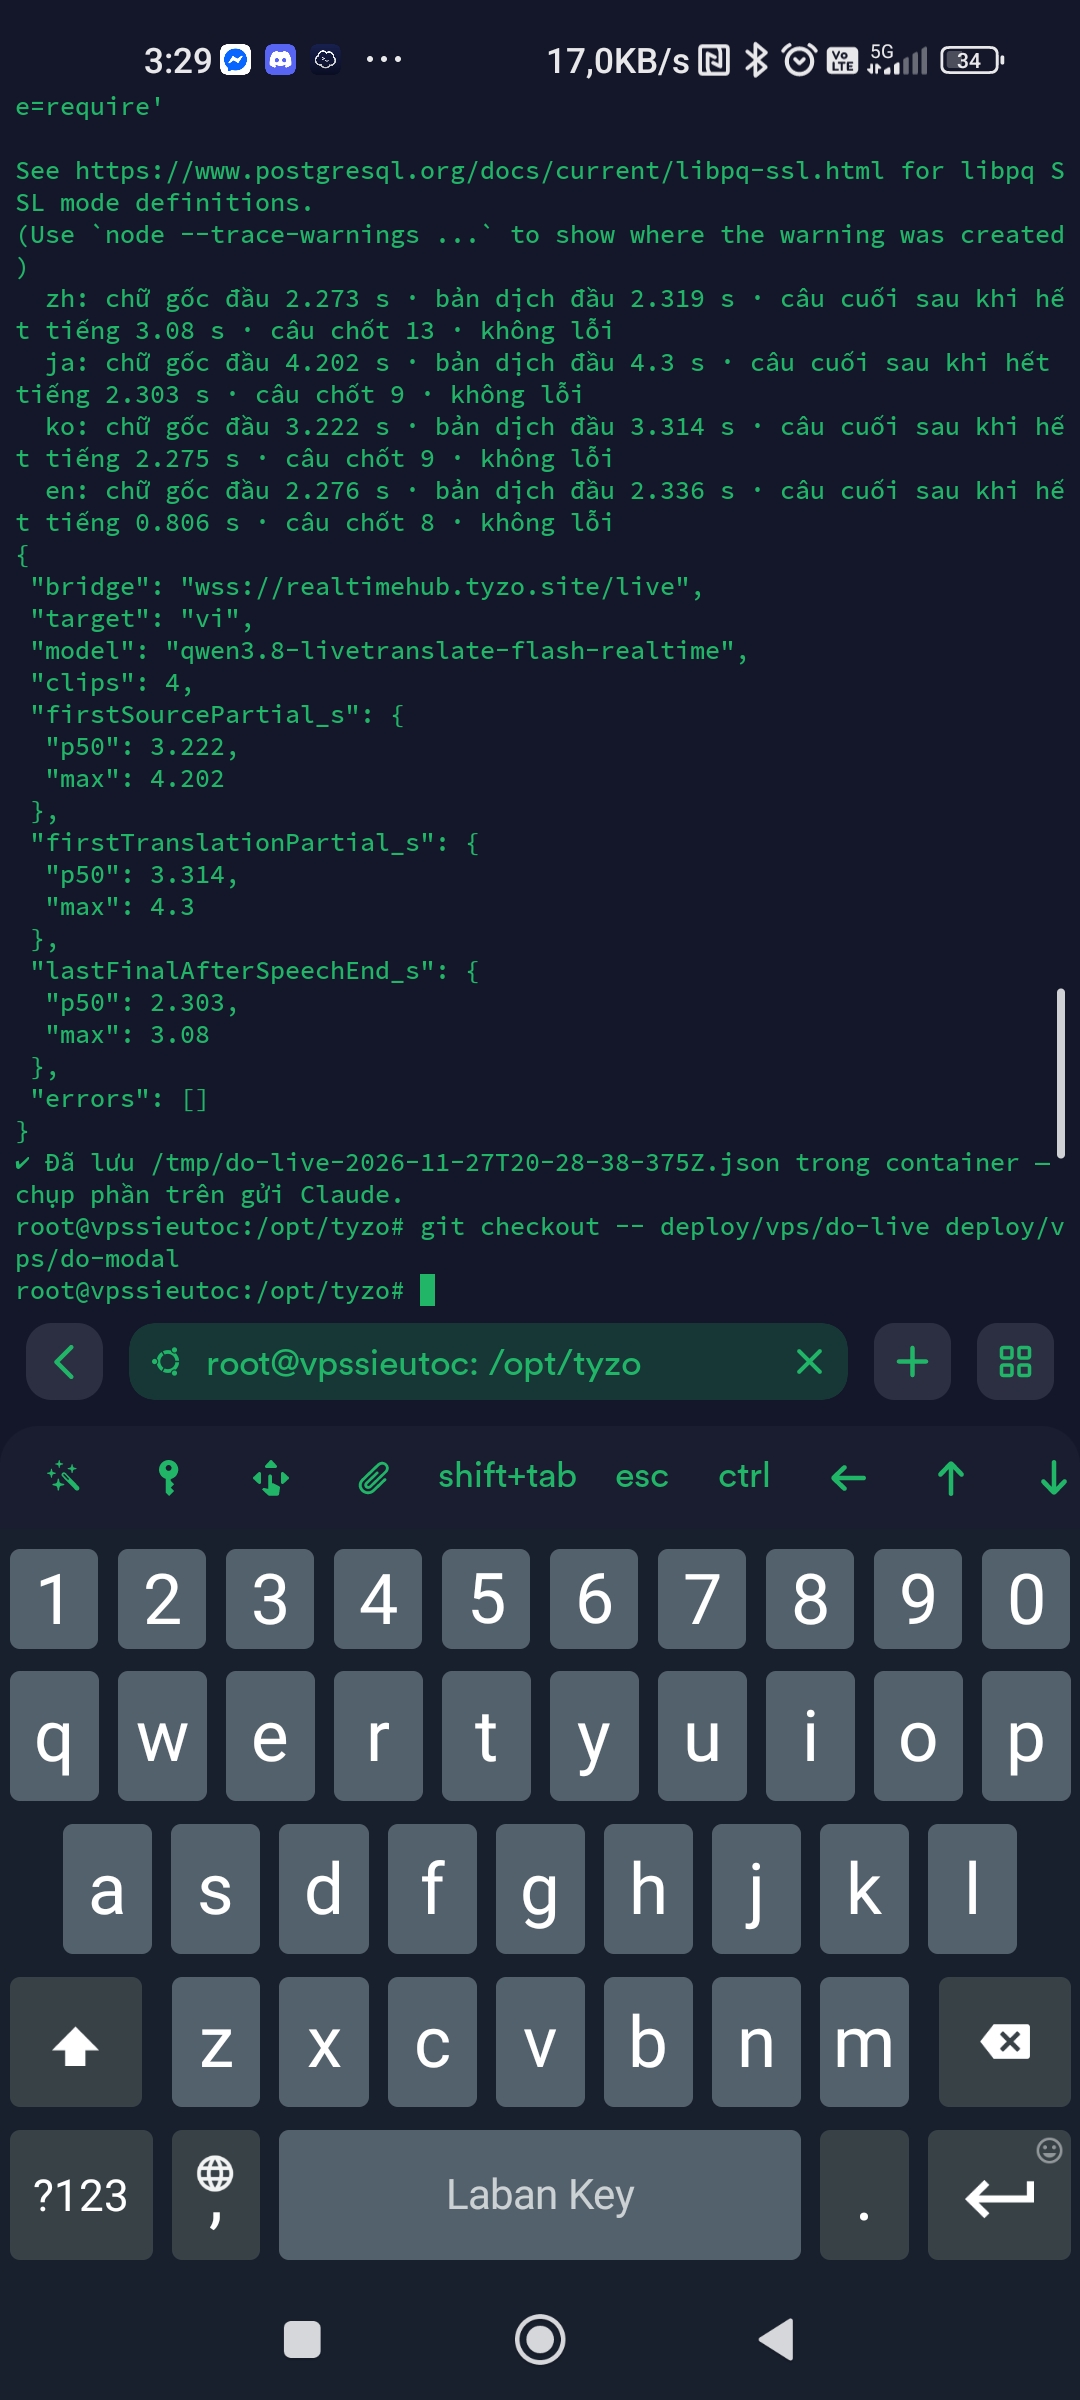 3:29
17,0KB/s
Vo LTE
5G
34
e=require'
See https://www.postgresql.org/docs/current/libpq-ssl.html for libpq S
SL mode definitions.
(Use `node --trace-warnings ...` to show where the warning was created
)
zh: chữ gốc đầu 2.273 s · bản dịch đầu 2.319 s · câu cuối sau khi hế
t tiếng 3.08 s · câu chốt 13 · không lỗi
ja: chữ gốc đầu 4.202 s · bản dịch đầu 4.3 s · câu cuối sau khi hết
tiếng 2.303 s · câu chốt 9 · không lỗi
ko: chữ gốc đầu 3.222 s · bản dịch đầu 3.314 s · câu cuối sau khi hế
t tiếng 2.275 s · câu chốt 9 · không lỗi
en: chữ gốc đầu 2.276 s · bản dịch đầu 2.336 s · câu cuối sau khi hế
t tiếng 0.806 s · câu chốt 8 · không lỗi
{
"bridge": "wss://realtimehub.tyzo.site/live",
"target": "vi",
"model": "qwen3.8-livetranslate-flash-realtime",
"clips": 4,
"firstSourcePartial_s": {
"p50": 3.222,
"max": 4.202
},
"firstTranslationPartial_s": {
"p50": 3.314,
"max": 4.3
},
"lastFinalAfterSpeechEnd_s": {
"p50": 2.303,
"max": 3.08
},
"errors": []
}
✔ Đã lưu /tmp/do-live-2026-11-27T20-28-38-375Z.json trong container —
chụp phần trên gửi Claude.
root@vpssieutoc:/opt/tyzo# git checkout -- deploy/vps/do-live deploy/v
ps/do-modal
root@vpssieutoc:/opt/tyzo#
root@vpssieutoc: /opt/tyzo
shift+tab esc ctrl
1 2 3 4 5 6 7 8 9 0
q w e r t y u i o p
a s d f g h j k l
z x c v b n m
?123 , Laban Key .